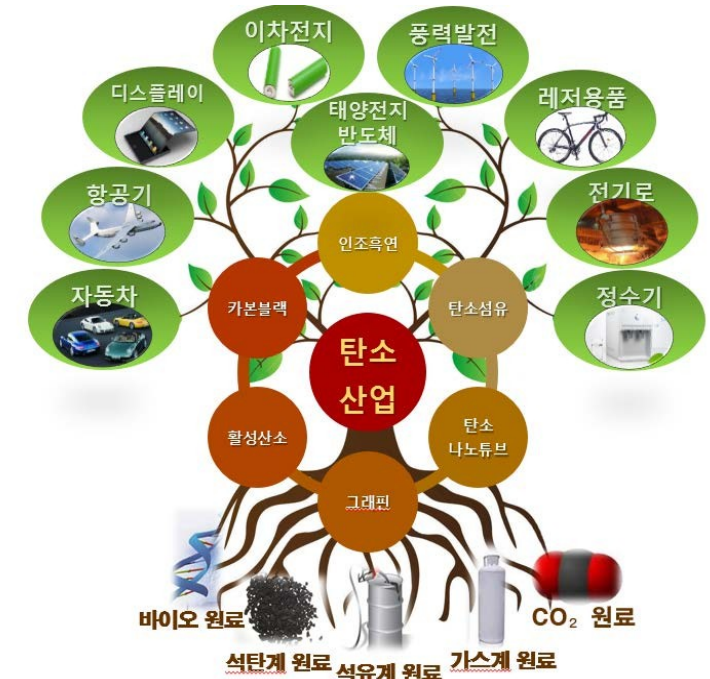 이차전지
풍력발전
디스플레이
태양전지
반도체
레저용품
항공기
전기로
인조흑연
자동차
카본블랙
탄소섬유
정수기
탄소
산업
활성산소
탄소
나노튜브
그래핀
바이오 원료
CO₂ 원료
석탄계 원료
석유계 원료
가스계 원료